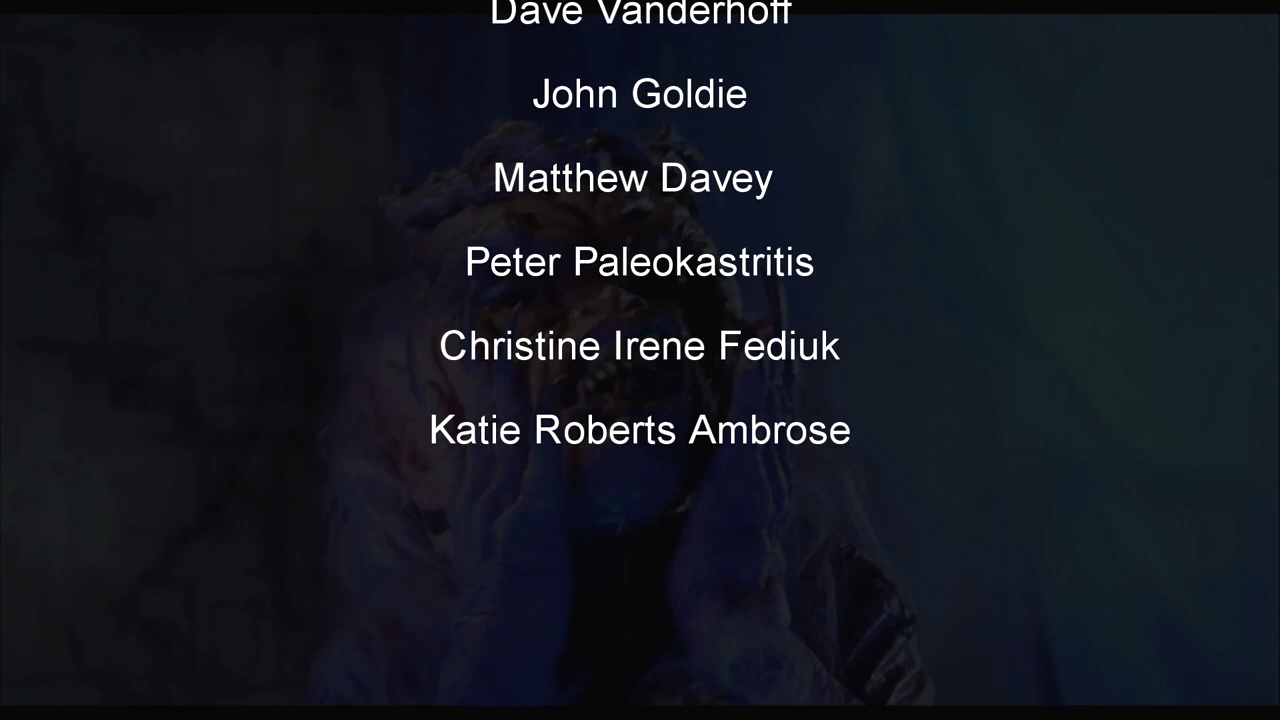 Dave Vanderhoff
John Goldie
Matthew Davey
Peter Paleokastritis
Christine Irene Fediuk
Katie Roberts Ambrose